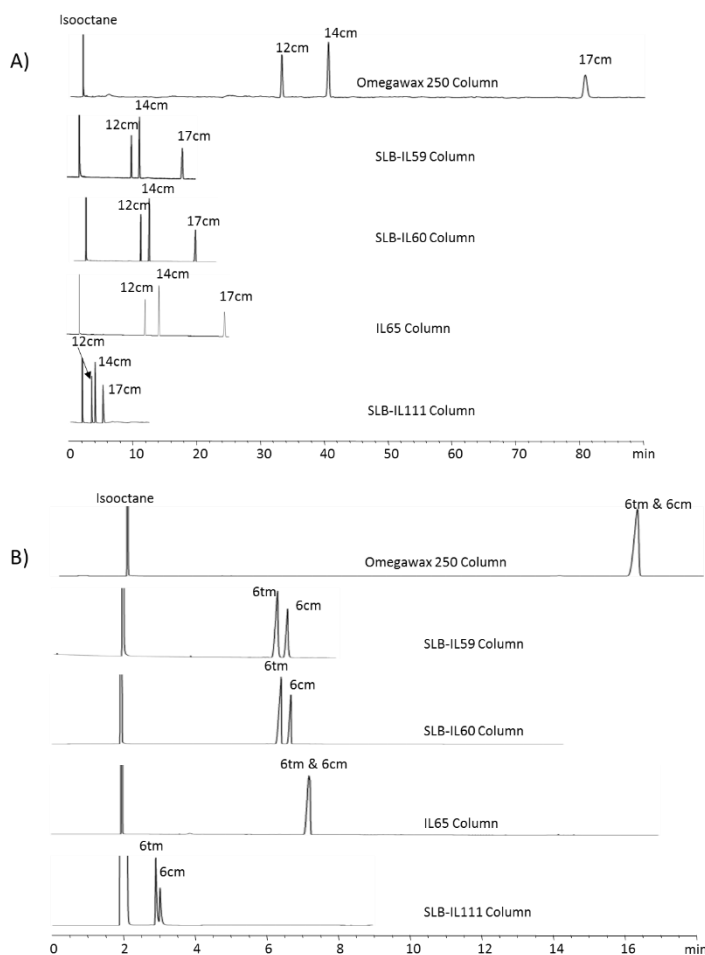 Isooctane
A)
12cm
14cm
17cm
Omegawax 250 Column
14cm
12cm
17cm
SLB-IL59 Column
14cm
12cm
17cm
SLB-IL60 Column
12cm
14cm
17cm
IL65 Column
12cm
14cm
17cm
SLB-IL111 Column
0 10 20 30 40 50 60 70 80 min
Isooctane
6tm & 6cm
B)
Omegawax 250 Column
6tm
6cm
SLB-IL59 Column
6tm
6cm
SLB-IL60 Column
6tm & 6cm
IL65 Column
6tm
6cm
SLB-IL111 Column
0 2 4 6 8 10 12 14 16 min